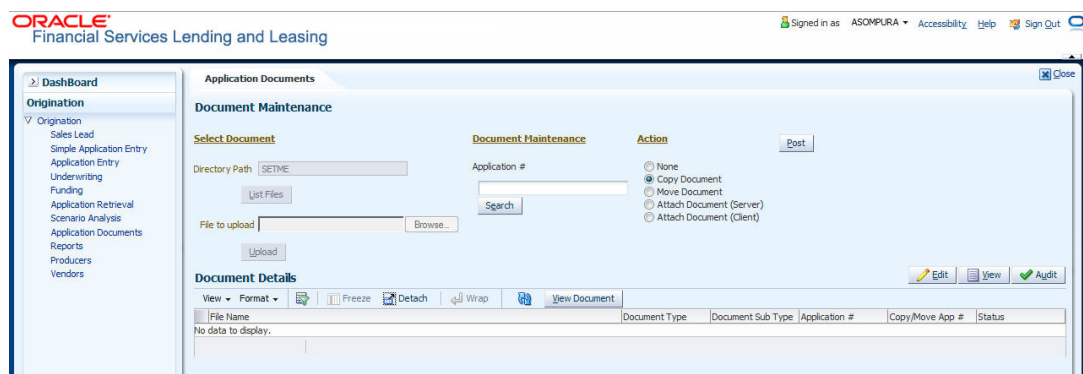 ORACLE®
Financial Services Lending and Leasing
Signed in as ASOMPURA Accessibility Help Sign Out
Close
DashBoard
Origination
Origination
Sales Lead
Simple Application Entry
Application Entry
Underwriting
Funding
Application Retrieval
Scenario Analysis
Application Documents
Reports
Producers
Vendors
Application Documents
Document Maintenance
Select Document
Directory Path SETME
List Files
File to upload Browse...
Upload
Document Maintenance
Application #
Search
Action
None
Copy Document
Move Document
Attach Document (Server)
Attach Document (Client)
Post
Document Details
Edit View Audit
View Format Freeze Detach Wrap View Document
File Name Document Type Document Sub Type Application # Copy/Move App # Status
No data to display.